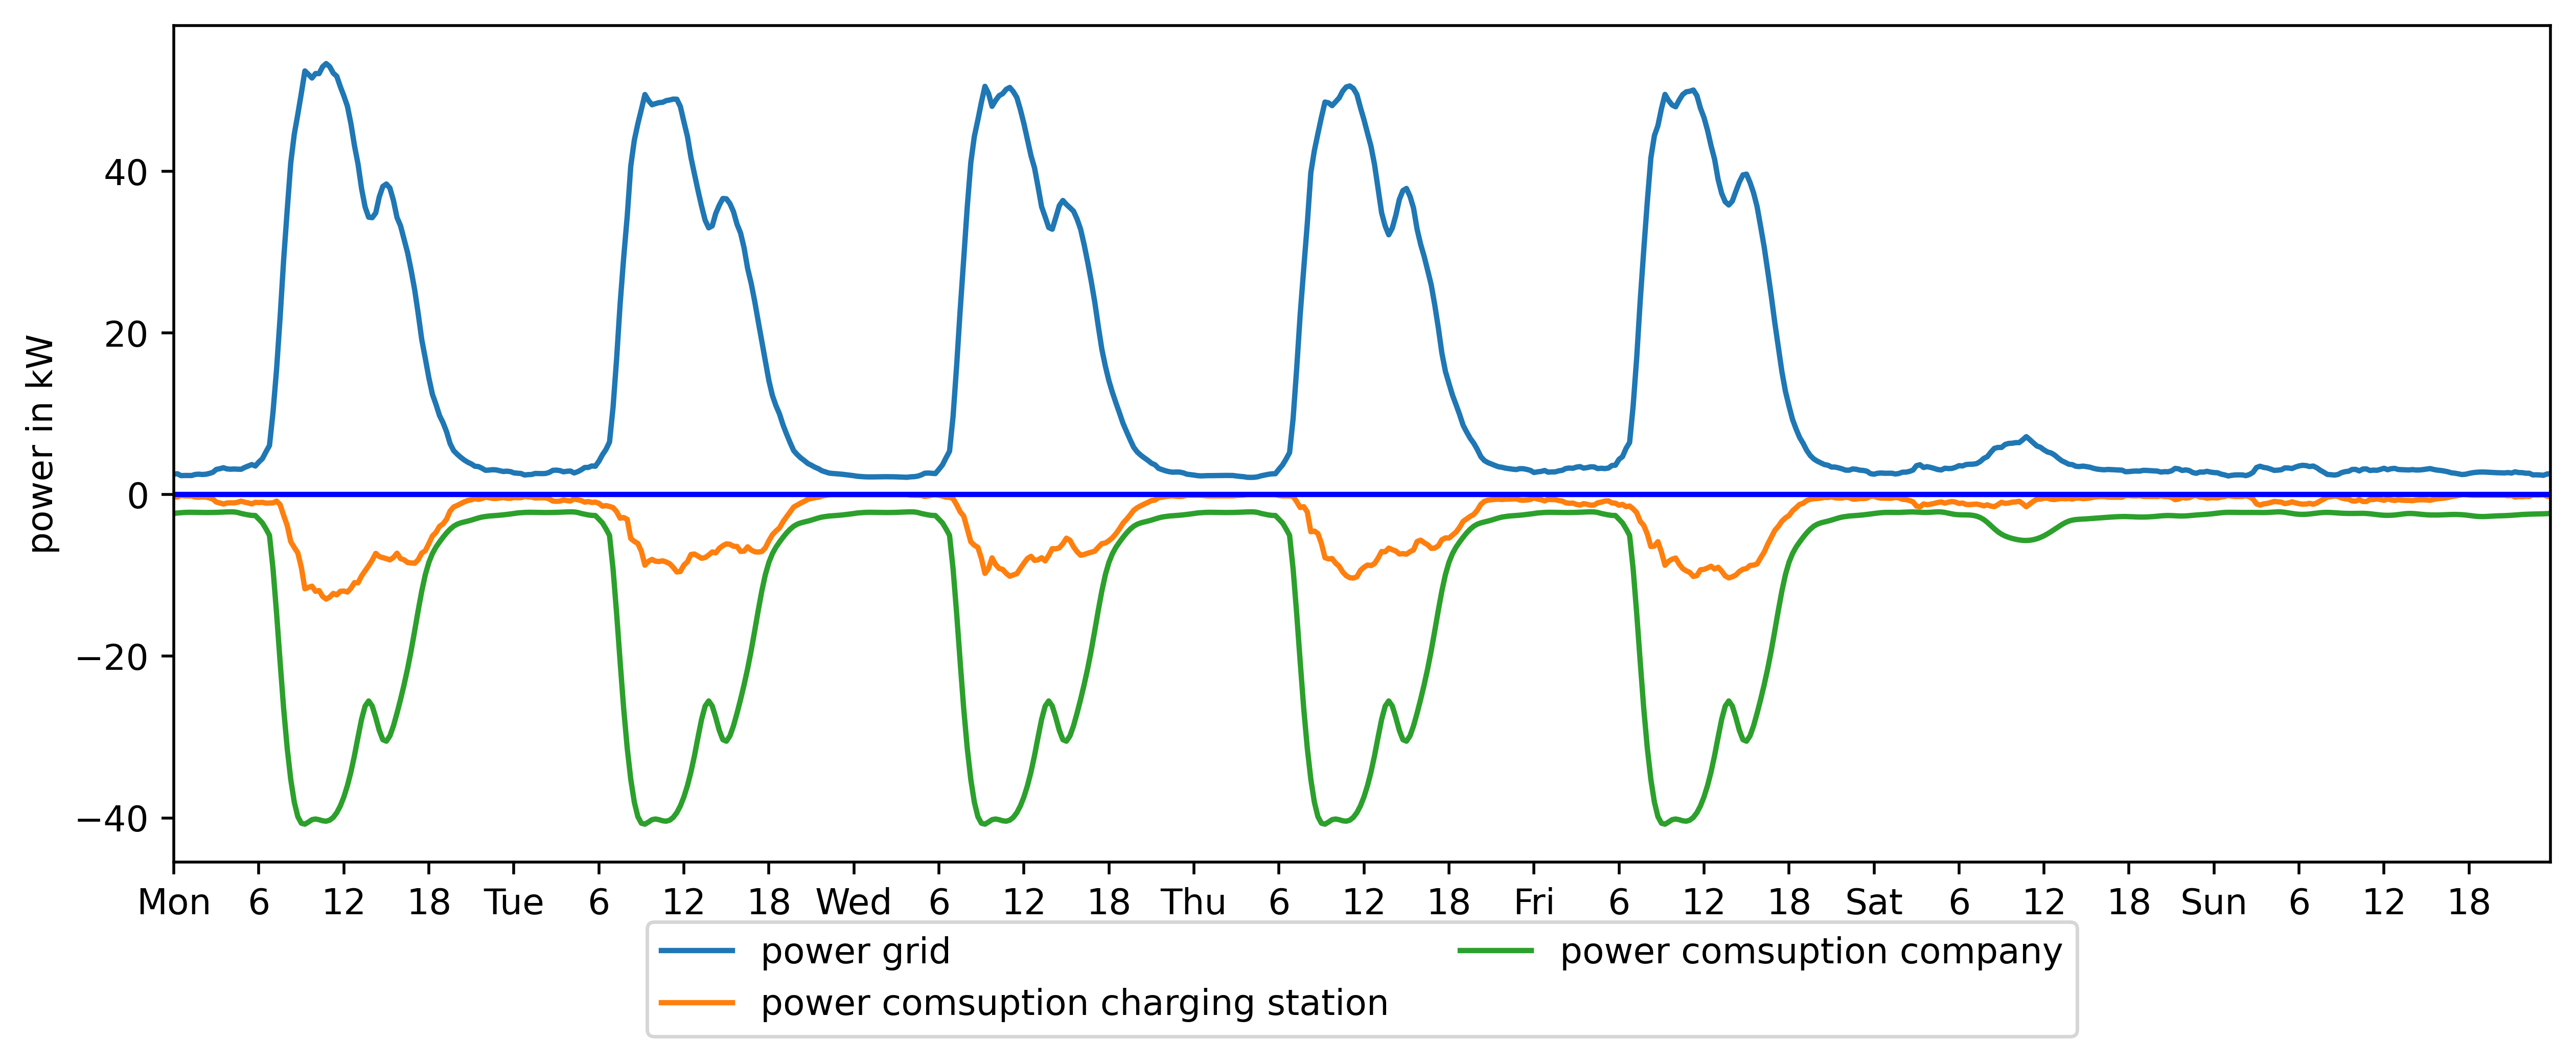 power in kW
40
20
0
−20
−40
Mon 6 12 18 Tue 6 12 18 Wed 6 12 18 Thu 6 12 18 Fri 6 12 18 Sat 6 12 18 Sun 6 12 18
power grid
power comsuption charging station
power comsuption company